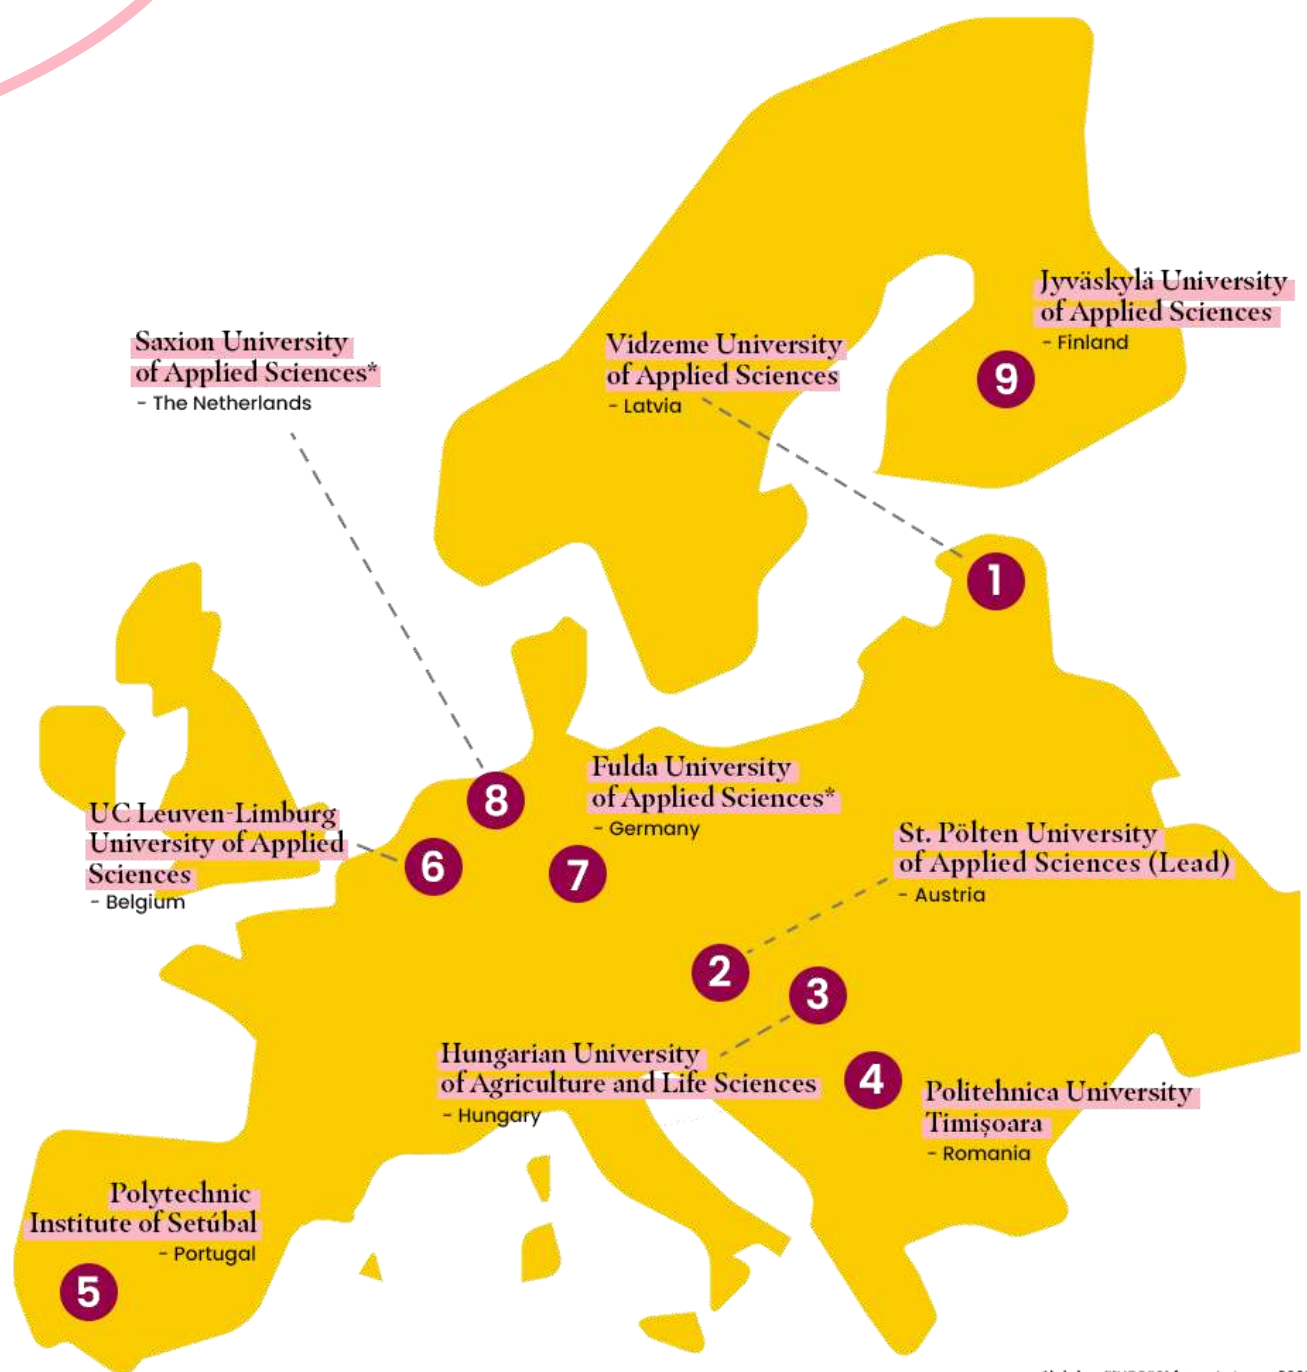 Jyväskylä University
of Applied Sciences
- Finland
9
Saxion University
of Applied Sciences*
- The Netherlands
Vidzeme University
of Applied Sciences
- Latvia
1
8
Fulda University
of Applied Sciences*
- Germany
7
UC Leuven-Limburg
University of Applied
Sciences
- Belgium
6
St. Pölten University
of Applied Sciences (Lead)
- Austria
2
3
Hungarian University
of Agriculture and Life Sciences
- Hungary
4
Politehnica University
Timișoara
- Romania
Polytechnic
Institute of Setúbal
- Portugal
5